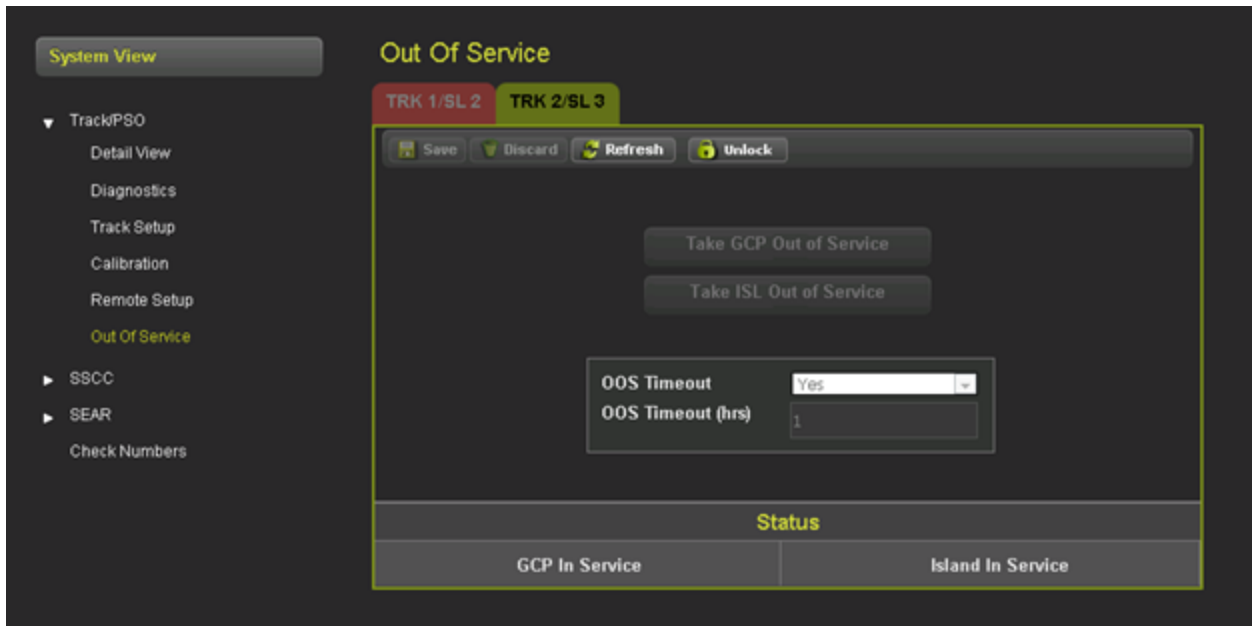 System View
Track/PSO
Detail View
Diagnostics
Track Setup
Calibration
Remote Setup
Out Of Service
SSCC
SEAR
Check Numbers
Out Of Service
TRK 1/SL 2 TRK 2/SL 3
Save Discard Refresh Unlock
Take GCP Out of Service
Take ISL Out of Service
OOS Timeout Yes
OOS Timeout (hrs) 1
Status
GCP In Service Island In Service